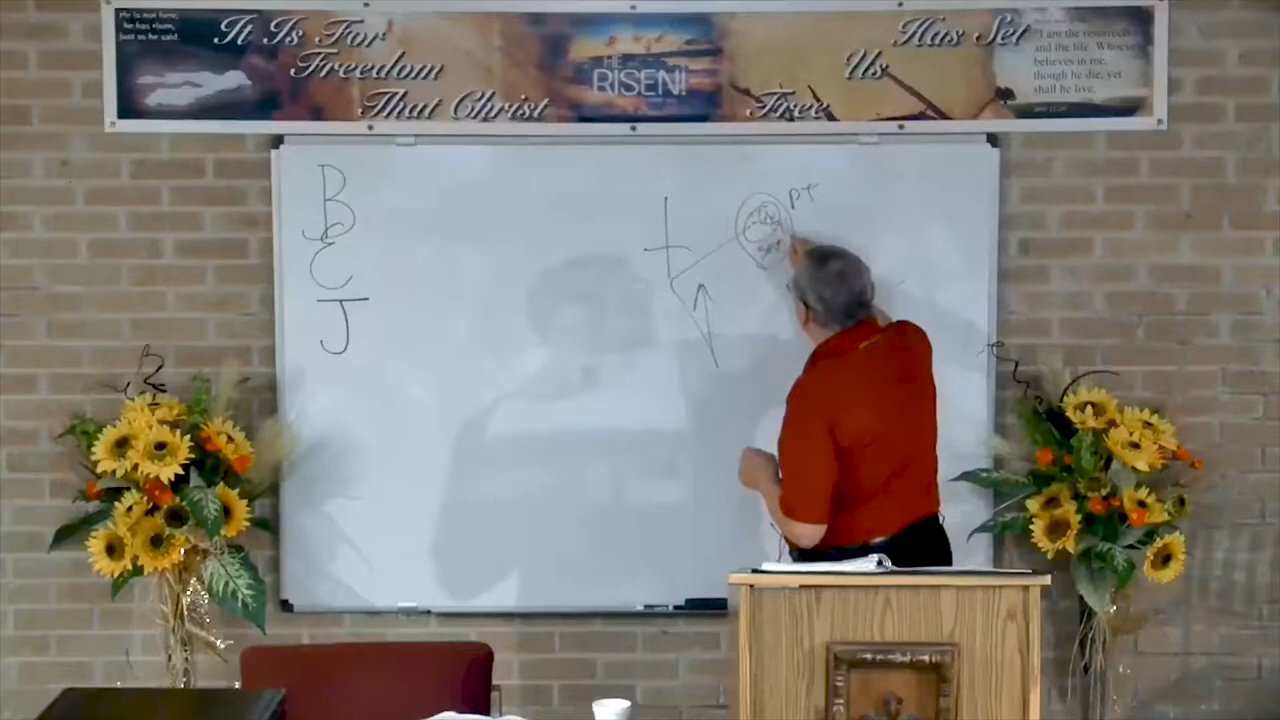 He is not here;
he has risen,
just as he said.
It Is For
Freedom
That Christ
HE
RISEN!
Has Set
Us
Free
"I am the resurrecti
and the life. Whoeve
believes in me,
though he die, yet
shall he live.
B
E
J
PT